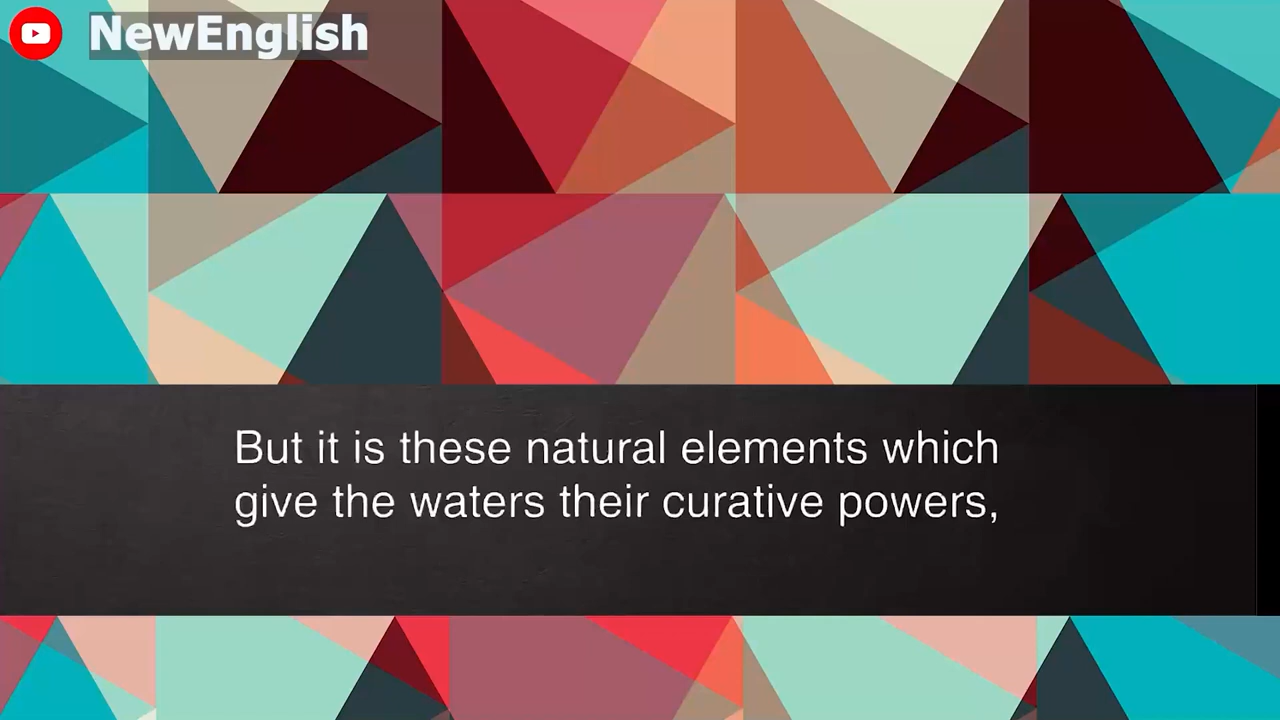 NewEnglish
But it is these natural elements which
give the waters their curative powers,